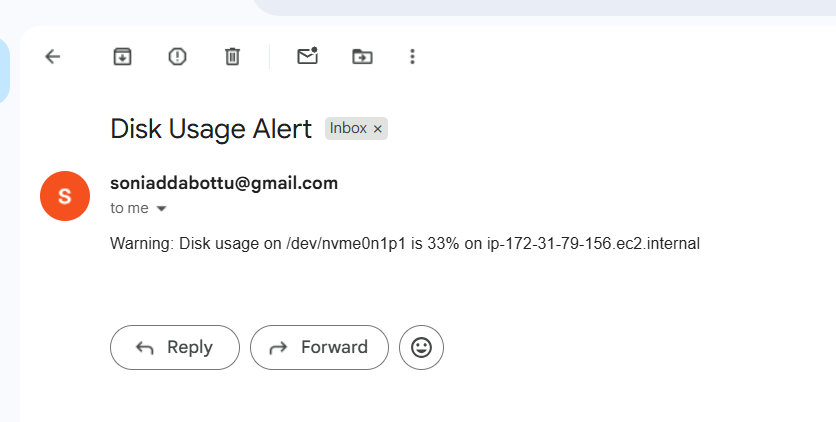 Disk Usage Alert Inbox ×
S
soniaddabottu@gmail.com
to me
Warning: Disk usage on /dev/nvme0n1p1 is 33% on ip-172-31-79-156.ec2.internal
Reply Forward